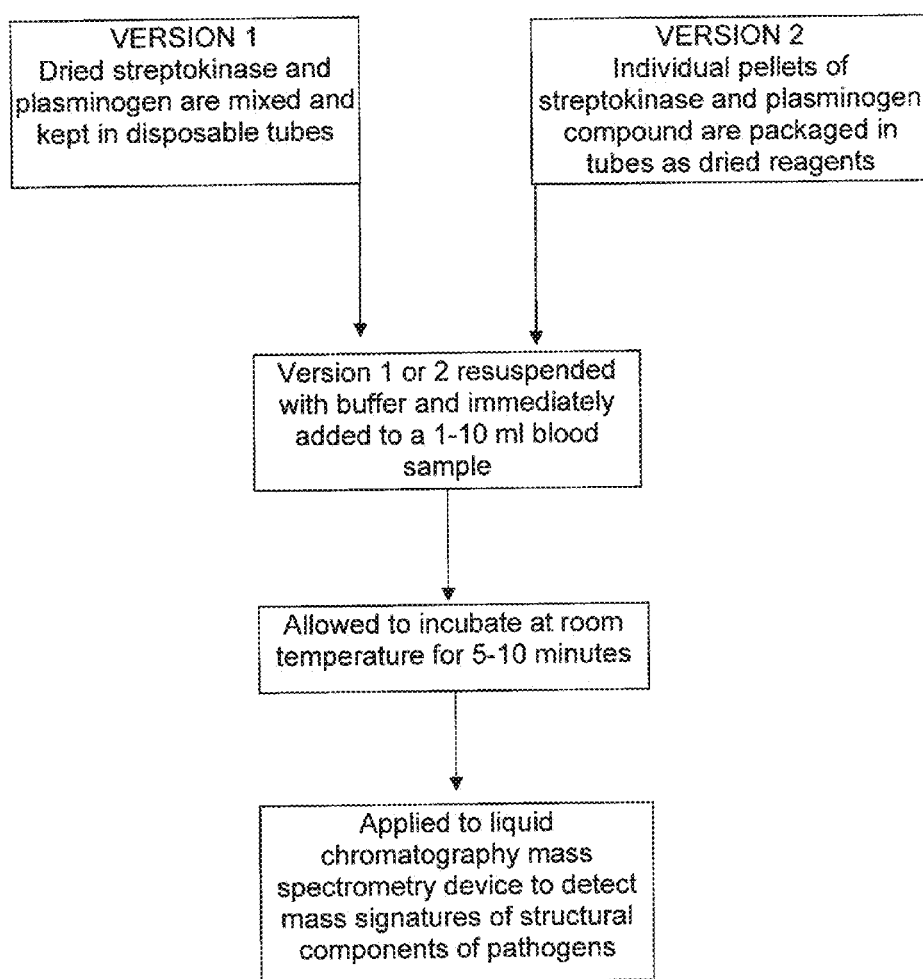 VERSION 1
Dried streptokinase and
plasminogen are mixed and
kept in disposable tubes
VERSION 2
Individual pellets of
streptokinase and plasminogen
compound are packaged in
tubes as dried reagents
Version 1 or 2 resuspended
with buffer and immediately
added to a 1-10 ml blood
sample
Allowed to incubate at room
temperature for 5-10 minutes
Applied to liquid
chromatography mass
spectrometry device to detect
mass signatures of structural
components of pathogens